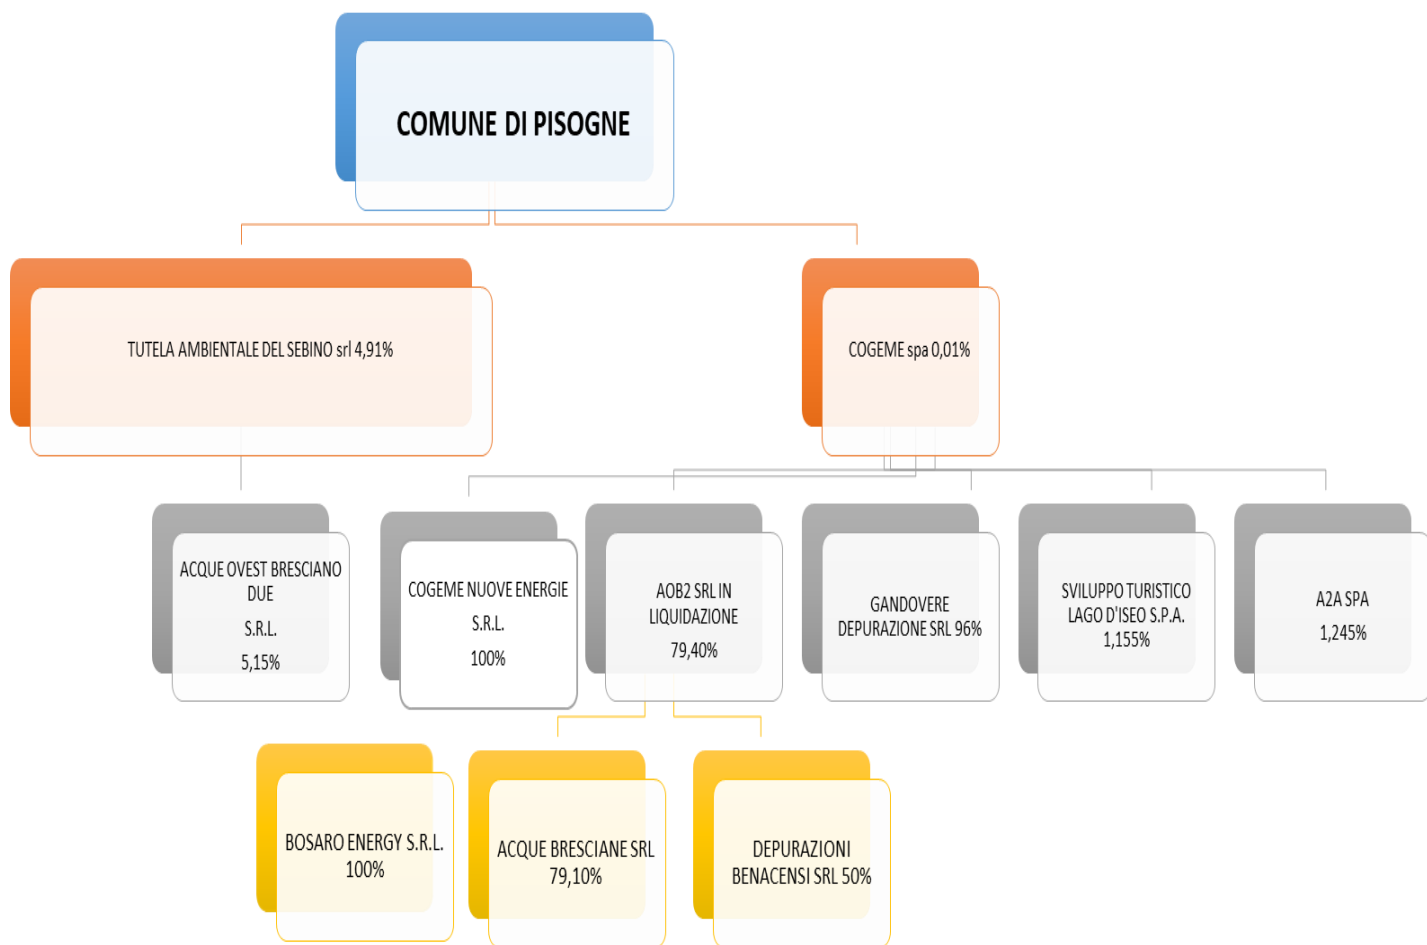 COMUNE DI PISOGNE
TUTELA AMBIENTALE DEL SEBINO srl 4,91%
COGEME spa 0,01%
ACQUE OVEST BRESCIANO
DUE
S.R.L.
5,15%
COGEME NUOVE ENERGIE
S.R.L.
100%
AOB2 SRL IN
LIQUIDAZIONE
79,40%
GANDOVERE
DEPURAZIONE SRL 96%
SVILUPPO TURISTICO
LAGO D'ISEO S.P.A.
1,155%
A2A SPA
1,245%
BOSARO ENERGY S.R.L.
100%
ACQUE BRESCIANE SRL
79,10%
DEPURAZIONI
BENACENSI SRL 50%